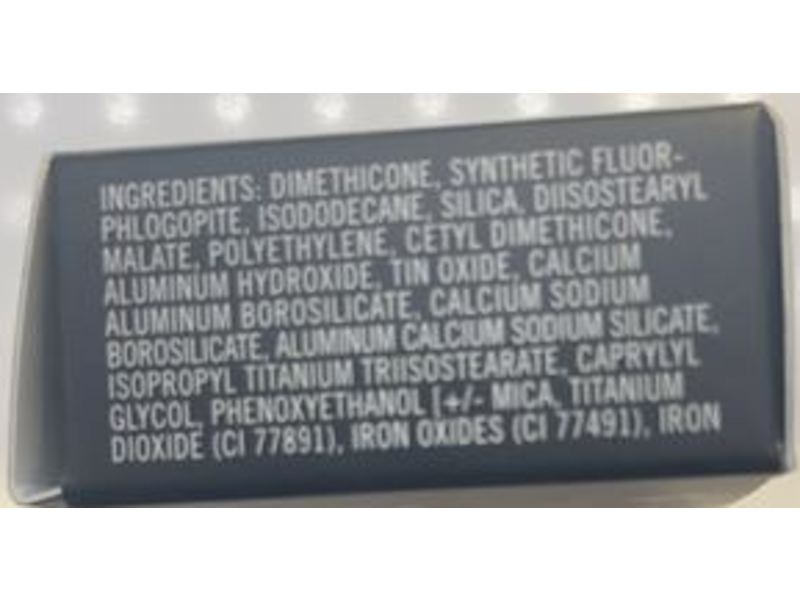 INGREDIENTS: DIMETHICONE, SYNTHETIC FLUOR-
PHLOGOPITE, ISODODECANE, SILICA, DIISOSTEARYL
MALATE, POLYETHYLENE, CETYL DIMETHICONE,
ALUMINUM HYDROXIDE, TIN OXIDE, CALCIUM
ALUMINUM BOROSILICATE, CALCIUM SODIUM
BOROSILICATE, ALUMINUM CALCIUM SODIUM SILICATE,
ISOPROPYL TITANIUM TRIISOSTEARATE, CAPRYLYL
GLYCOL, PHENOXYETHANOL [+/- MICA, TITANIUM
DIOXIDE (CI 77891), IRON OXIDES (CI 77491), IRON